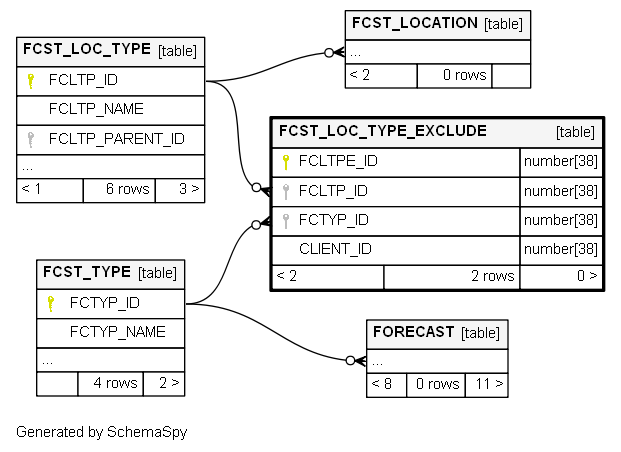 FCST_LOC_TYPE [table]
FCLTP_ID
FCLTP_NAME
FCLTP_PARENT_ID
...
< 1 6 rows 3 >
FCST_LOCATION [table]
...
< 2 0 rows
FCST_LOC_TYPE_EXCLUDE [table]
FCLTPE_ID number[38]
FCLTP_ID number[38]
FCTYP_ID number[38]
CLIENT_ID number[38]
< 2 2 rows 0 >
FCST_TYPE [table]
FCTYP_ID
FCTYP_NAME
...
4 rows 2 >
FORECAST [table]
...
< 8 0 rows 11 >
Generated by SchemaSpy